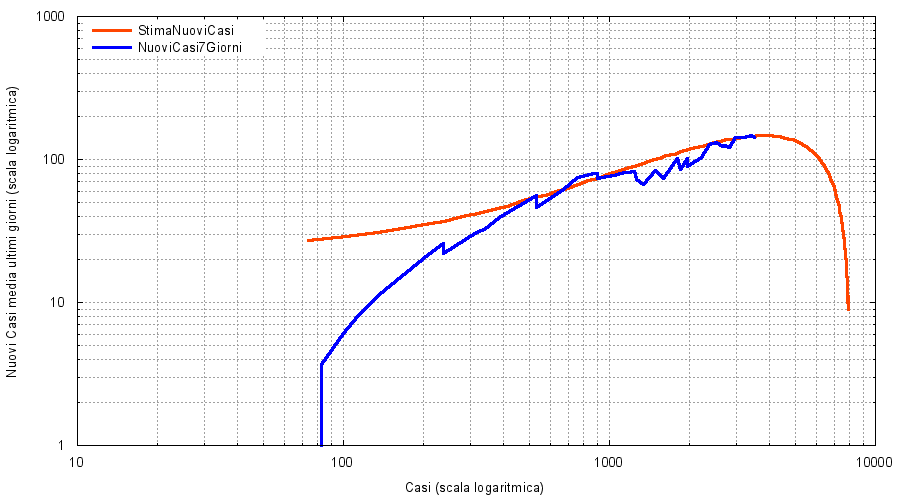 1000
StimaNuoviCasi
NuoviCasi7Giorni
100
10
1
10
100
1000
10000
Nuovi Casi media ultimi giorni (scala logaritmica)
Casi (scala logaritmica)